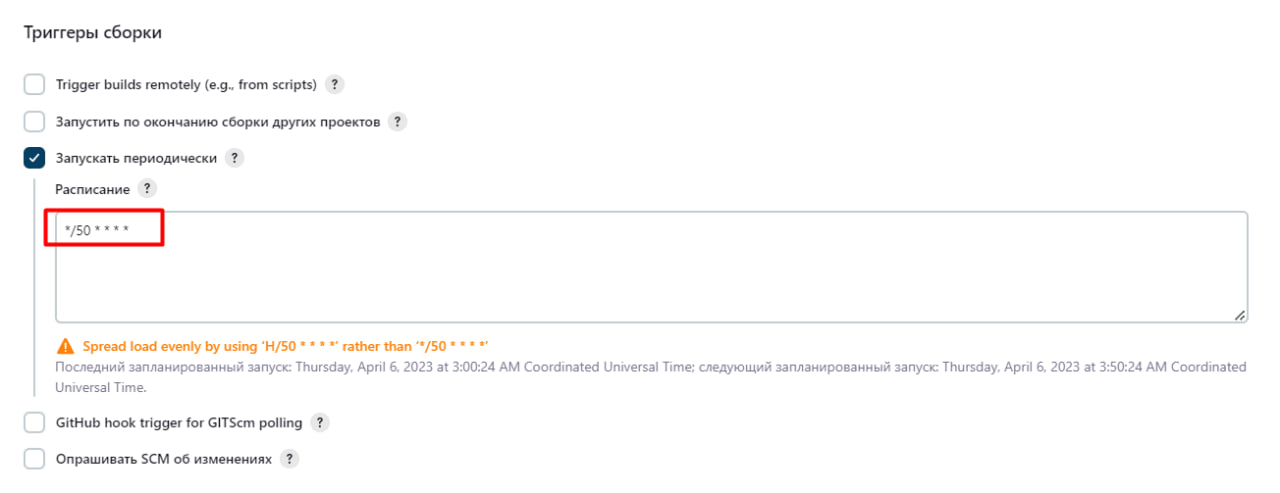 Триггеры сборки
Trigger builds remotely (e.g., from scripts) ?
Запустить по окончанию сборки других проектов ?
Запускать периодически ?
Расписание ?
*/50 * * * *
Spread load evenly by using ‘H/50 * * * *’ rather than ‘*/50 * * * *’
Последний запланированный запуск: Thursday, April 6, 2023 at 3:00:24 AM Coordinated Universal Time; следующий запланированный запуск: Thursday, April 6, 2023 at 3:50:24 AM Coordinated
Universal Time.
GitHub hook trigger for GITScm polling ?
Опрашивать SCM об изменениях ?